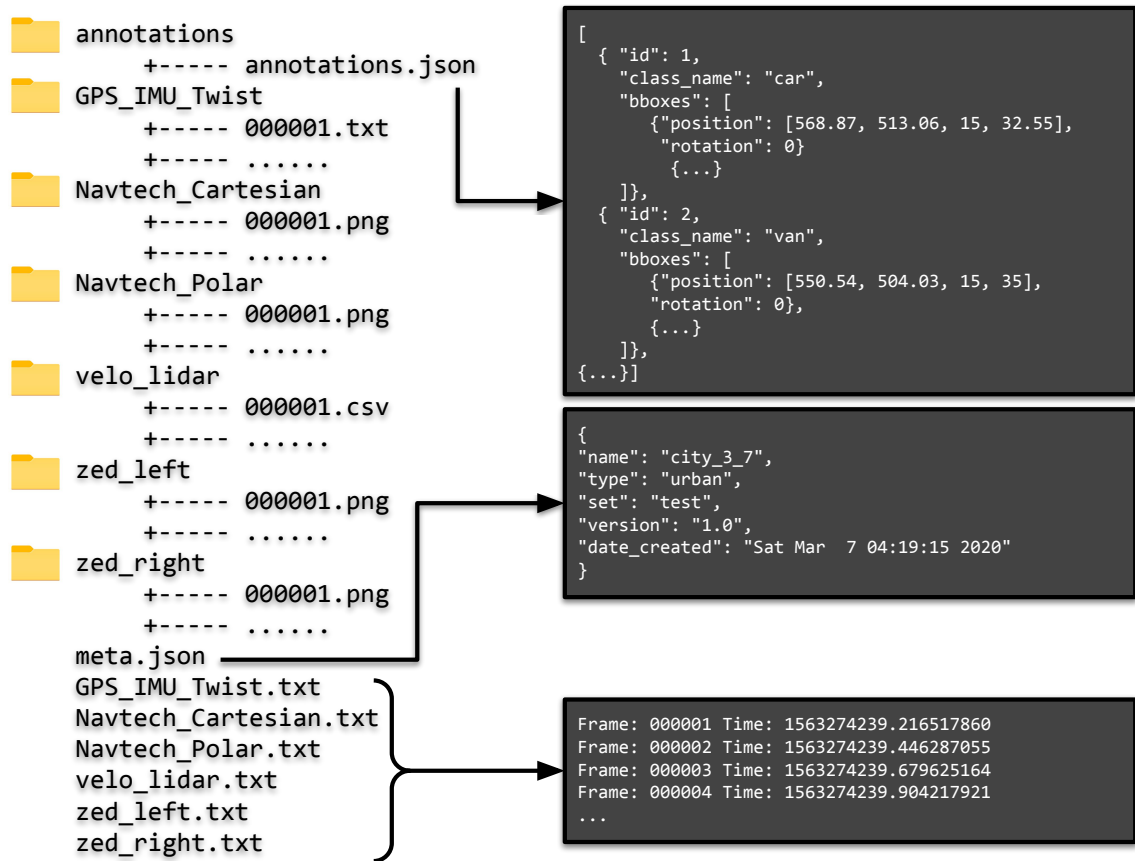 annotations
+----- annotations.json
GPS_IMU_Twist
+----- 000001.txt
+----- ......
Navtech_Cartesian
+----- 000001.png
+----- ......
Navtech_Polar
+----- 000001.png
+----- ......
velo_lidar
+----- 000001.csv
+----- ......
zed_left
+----- 000001.png
+----- ......
zed_right
+----- 000001.png
+----- ......
meta.json
GPS_IMU_Twist.txt
Navtech_Cartesian.txt
Navtech_Polar.txt
velo_lidar.txt
zed_left.txt
zed_right.txt
[
{ "id": 1,
"class_name": "car",
"bboxes": [
{"position": [568.87, 513.06, 15, 32.55],
"rotation": 0}
{...}
]},
{ "id": 2,
"class_name": "van",
"bboxes": [
{"position": [550.54, 504.03, 15, 35],
"rotation": 0},
{...}
]},
{...}]
{
"name": "city_3_7",
"type": "urban",
"set": "test",
"version": "1.0",
"date_created": "Sat Mar  7 04:19:15 2020"
}
Frame: 000001 Time: 1563274239.216517860
Frame: 000002 Time: 1563274239.446287055
Frame: 000003 Time: 1563274239.679625164
Frame: 000004 Time: 1563274239.904217921
...